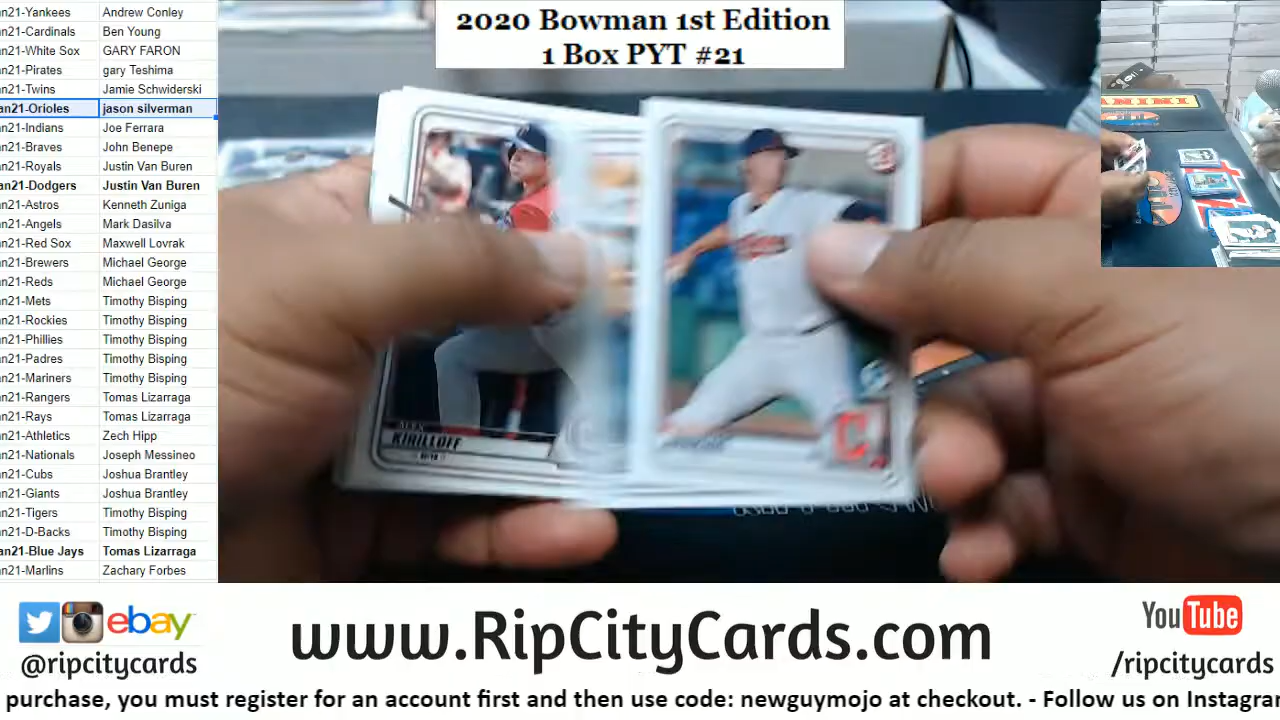 2020 Bowman 1st Edition
1 Box PYT #21
an21-Yankees Andrew Conley
an21-Cardinals Ben Young
an21-White Sox GARY FARON
an21-Pirates gary Teshima
an21-Twins Jamie Schwiderski
an21-Orioles jason silverman
an21-Indians Joe Ferrara
an21-Braves John Benepe
an21-Royals Justin Van Buren
an21-Dodgers Justin Van Buren
an21-Astros Kenneth Zuniga
an21-Angels Mark Dasilva
an21-Red Sox Maxwell Lovrak
an21-Brewers Michael George
an21-Reds Michael George
an21-Mets Timothy Bisping
an21-Rockies Timothy Bisping
an21-Phillies Timothy Bisping
an21-Padres Timothy Bisping
an21-Mariners Timothy Bisping
an21-Rangers Tomas Lizarraga
an21-Rays Tomas Lizarraga
an21-Athletics Zech Hipp
an21-Nationals Joseph Messineo
an21-Cubs Joshua Brantley
an21-Giants Joshua Brantley
an21-Tigers Timothy Bisping
an21-D-Backs Timothy Bisping
an21-Blue Jays Tomas Lizarraga
an21-Marlins Zachary Forbes
KIRILLOFF
C
PANINI
ebay
@ripcitycards
www.RipCityCards.com
YouTube
/ripcitycards
purchase, you must register for an account first and then use code: newguymojo at checkout. - Follow us on Instagra